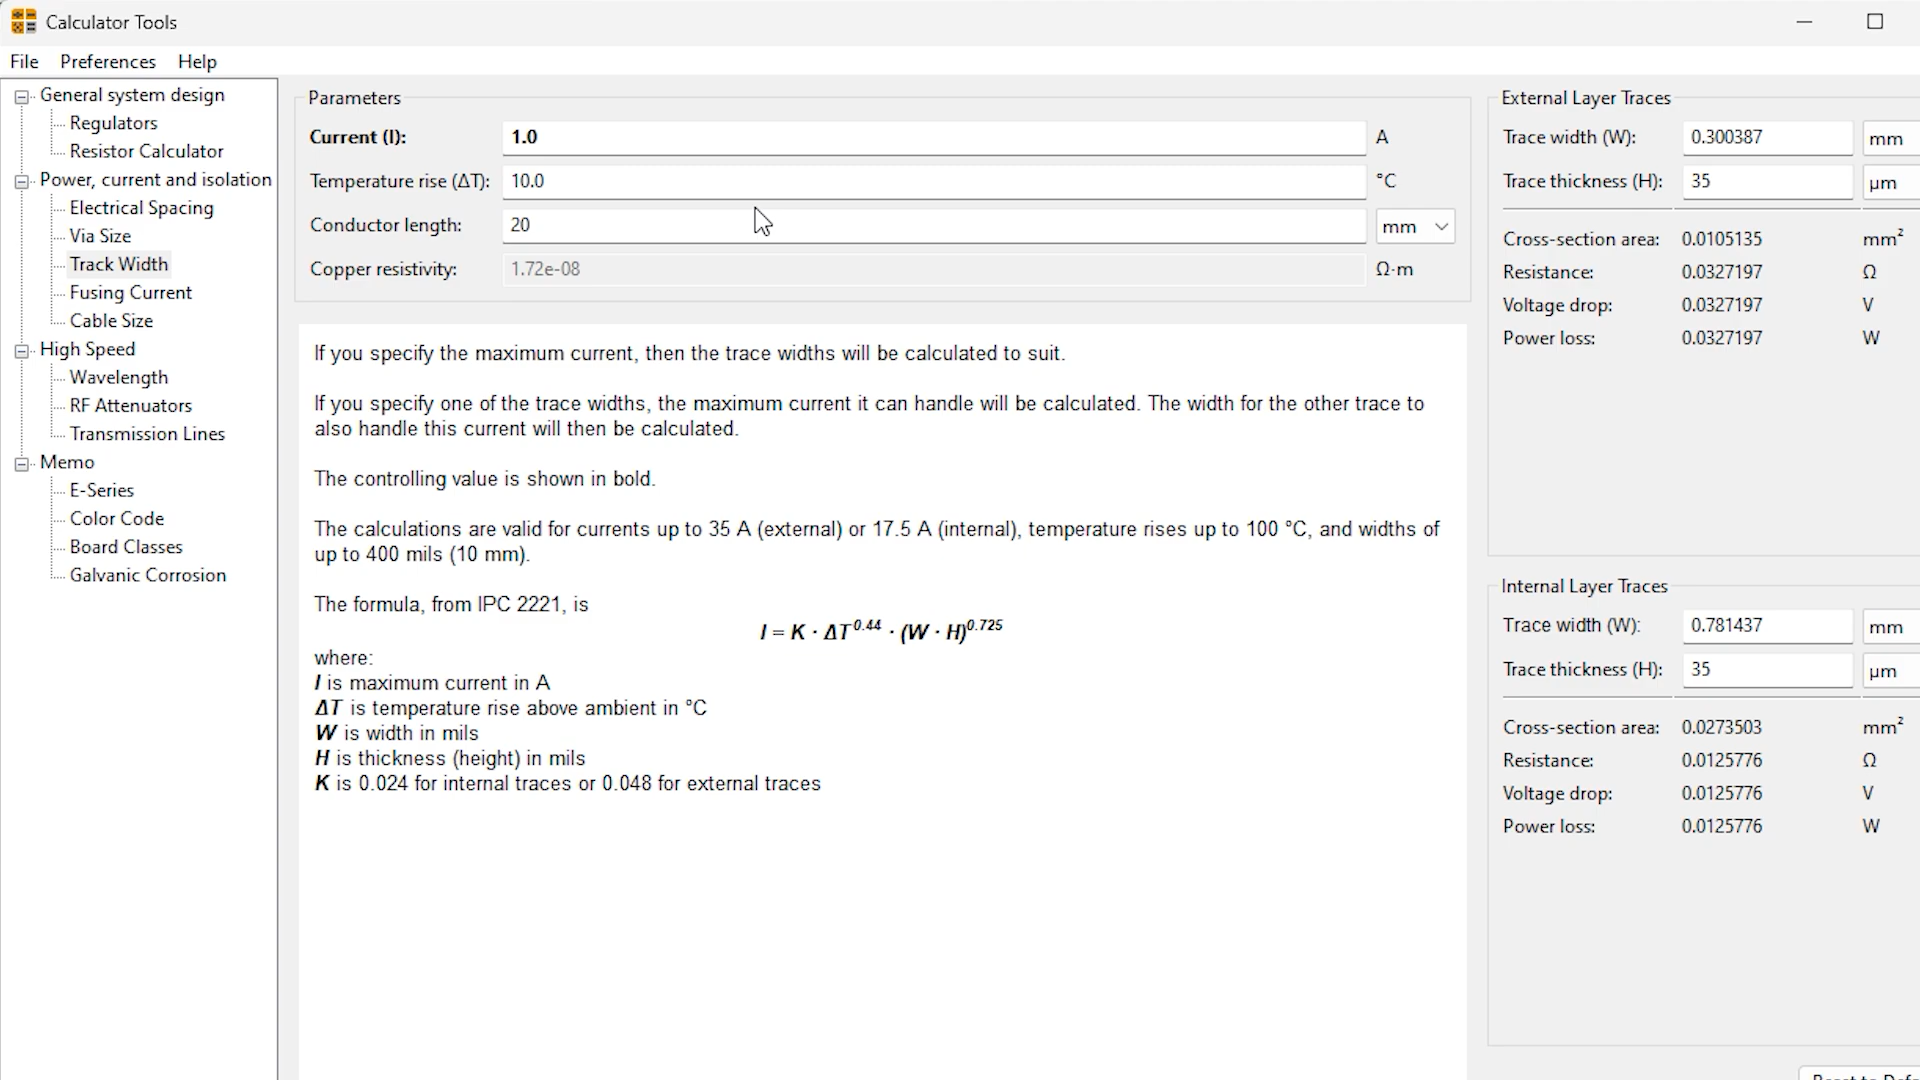 Calculator Tools
File Preferences Help
General system design
Regulators
Resistor Calculator
Power, current and isolation
Electrical Spacing
Via Size
Track Width
Fusing Current
Cable Size
High Speed
Wavelength
RF Attenuators
Transmission Lines
Memo
E-Series
Color Code
Board Classes
Galvanic Corrosion
Parameters
Current (I): 1.0 A
Temperature rise (ΔT): 10.0 °C
Conductor length: 20 mm
Copper resistivity: 1.72e-08 Ω·m
If you specify the maximum current, then the trace widths will be calculated to suit.
If you specify one of the trace widths, the maximum current it can handle will be calculated. The width for the other trace to
also handle this current will then be calculated.
The controlling value is shown in bold.
The calculations are valid for currents up to 35 A (external) or 17.5 A (internal), temperature rises up to 100 °C, and widths of
up to 400 mils (10 mm).
The formula, from IPC 2221, is
I = K · ΔT^0.44 · (W · H)^0.725
where:
I is maximum current in A
ΔT is temperature rise above ambient in °C
W is width in mils
H is thickness (height) in mils
K is 0.024 for internal traces or 0.048 for external traces
External Layer Traces
Trace width (W): 0.300387 mm
Trace thickness (H): 35 µm
Cross-section area: 0.0105135 mm²
Resistance: 0.0327197 Ω
Voltage drop: 0.0327197 V
Power loss: 0.0327197 W
Internal Layer Traces
Trace width (W): 0.781437 mm
Trace thickness (H): 35 µm
Cross-section area: 0.0273503 mm²
Resistance: 0.0125776 Ω
Voltage drop: 0.0125776 V
Power loss: 0.0125776 W